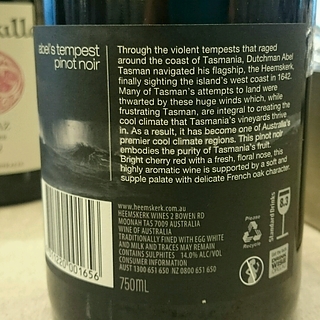 abel's tempest
pinot noir
Through the violent tempests that raged
around the coast of Tasmania, Dutchman Abel
Tasman navigated his flagship, the Heemskerk,
finally sighting the island's west coast in 1642.
Many of Tasman's attempts to land were
thwarted by these huge winds which, while
frustrating Tasman, are integral to creating the
cool climate that Tasmania's vineyards thrive
in. As a result, it has become one of Australia's
premier cool climate regions. This pinot noir
embodies the purity of Tasmania's fruit.
Bright cherry red with a fresh, floral nose, this
highly aromatic wine is supported by a soft and
supple palate with delicate French oak character.
www.heemskerk.com.au
HEEMSKERK WINES 2 BOWEN RD
MOONAH TAS 7009 AUSTRALIA
WINE OF AUSTRALIA
TRADITIONALLY FINED WITH EGG WHITE
AND MILK AND TRACES MAY REMAIN
CONTAINS SULPHITES 14.0% ALC/VOL
CONSUMER INFORMATION
AUST 1300 651 650 NZ 0800 651 650
750ML
Please
Recycle
Standard Drinks
001656